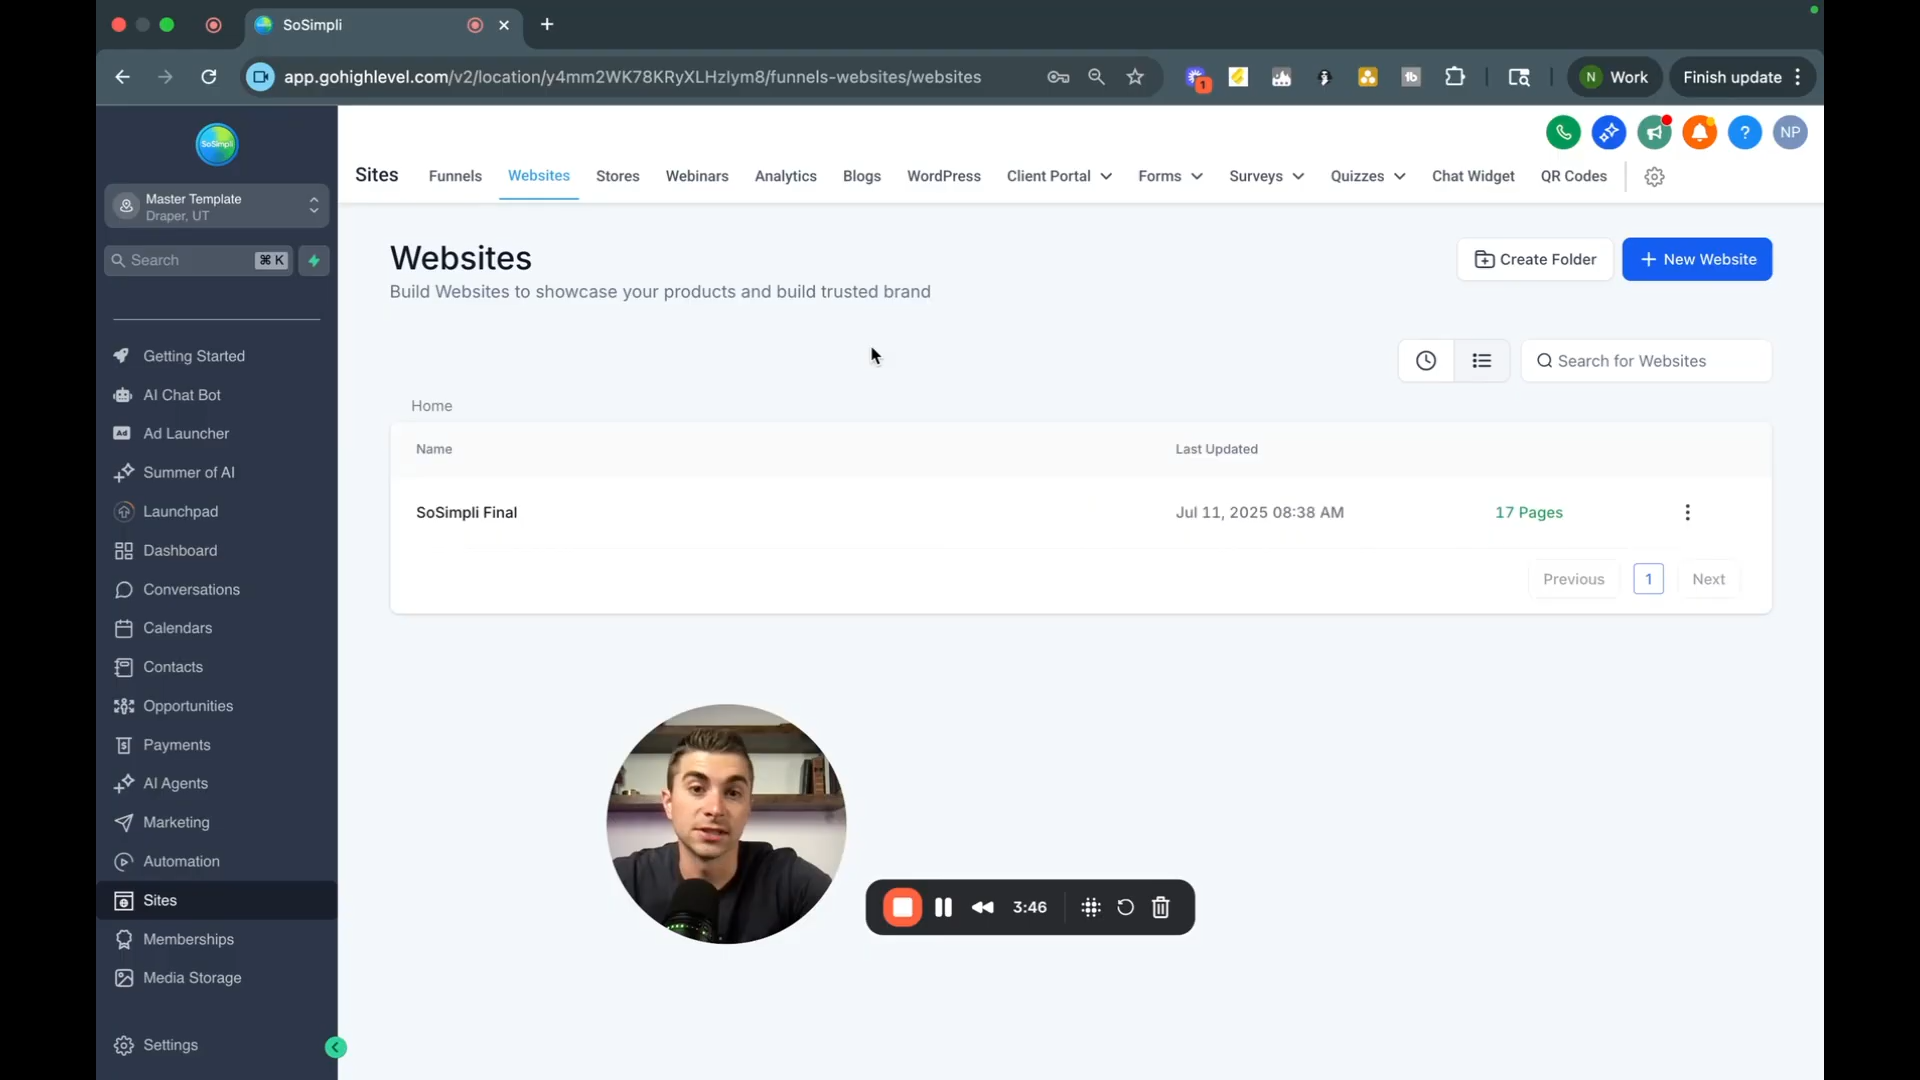 SoSimpli
app.gohighlevel.com/v2/location/y4mm2WK78KRyXLHzlym8/funnels-websites/websites
1
N Work
Finish update
SoSimpli
Master Template
Draper, UT
Search ⌘ K
Getting Started
AI Chat Bot
Ad Launcher
Summer of AI
Launchpad
Dashboard
Conversations
Calendars
Contacts
Opportunities
Payments
AI Agents
Marketing
Automation
Sites
Memberships
Media Storage
Settings
NP
Sites Funnels Websites Stores Webinars Analytics Blogs WordPress Client Portal Forms Surveys Quizzes Chat Widget QR Codes
Websites
Build Websites to showcase your products and build trusted brand
Create Folder
+ New Website
Search for Websites
Home
Name Last Updated
SoSimpli Final Jul 11, 2025 08:38 AM 17 Pages
Previous 1 Next
3:46